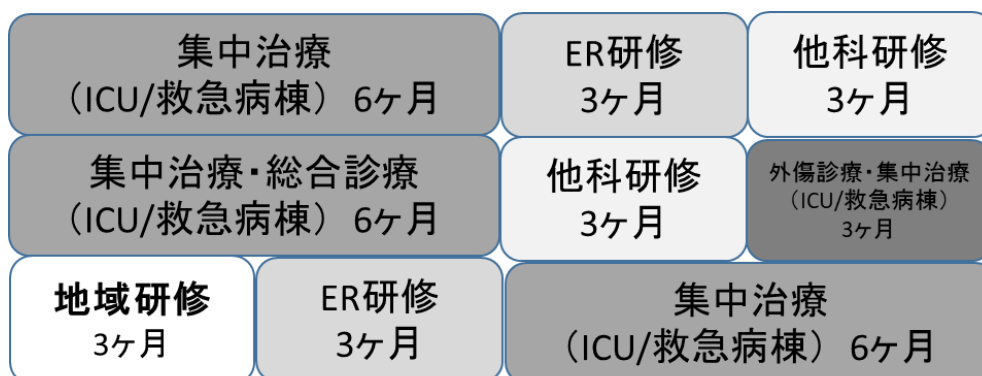 集中治療
（ICU/救急病棟） 6ヶ月
ER研修
3ヶ月
他科研修
3ヶ月
集中治療・総合診療
（ICU/救急病棟） 6ヶ月
他科研修
3ヶ月
外傷診療・集中治療
（ICU/救急病棟）
3ヶ月
地域研修
3ヶ月
ER研修
3ヶ月
集中治療
（ICU/救急病棟） 6ヶ月